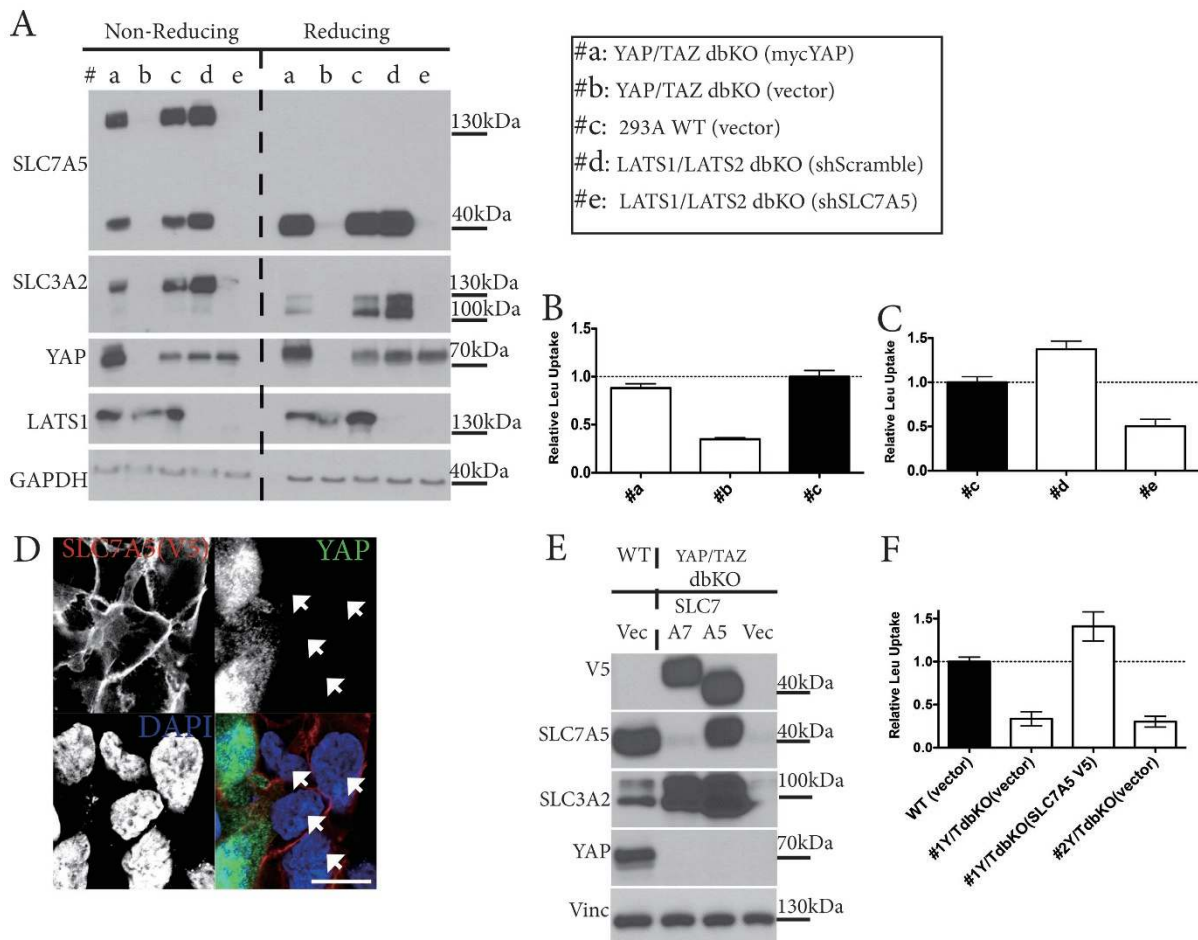 A
Non-Reducing Reducing
# a b c d e a b c d e
SLC7A5
130kDa
40kDa
SLC3A2
130kDa
100kDa
YAP
70kDa
LATS1
130kDa
GAPDH
40kDa
#a: YAP/TAZ dbKO (mycYAP)
#b: YAP/TAZ dbKO (vector)
#c: 293A WT (vector)
#d: LATS1/LATS2 dbKO (shScramble)
#e: LATS1/LATS2 dbKO (shSLC7A5)
B
Relative Leu Uptake
1.5
1.0
0.5
0.0
#a #b #c
C
Relative Leu Uptake
1.5
1.0
0.5
0.0
#c #d #e
D
SLC7A5(V5) YAP
DAPI
E
WT YAP/TAZ
dbKO
SLC7
Vec A7 A5 Vec
V5
40kDa
SLC7A5
40kDa
SLC3A2
100kDa
YAP
70kDa
Vinc
130kDa
F
Relative Leu Uptake
1.5
1.0
0.5
0.0
WT (vector)
#1Y/TdbKO(vector)
#1Y/TdbKO(SLC7A5 V5)
#2Y/TdbKO(vector)